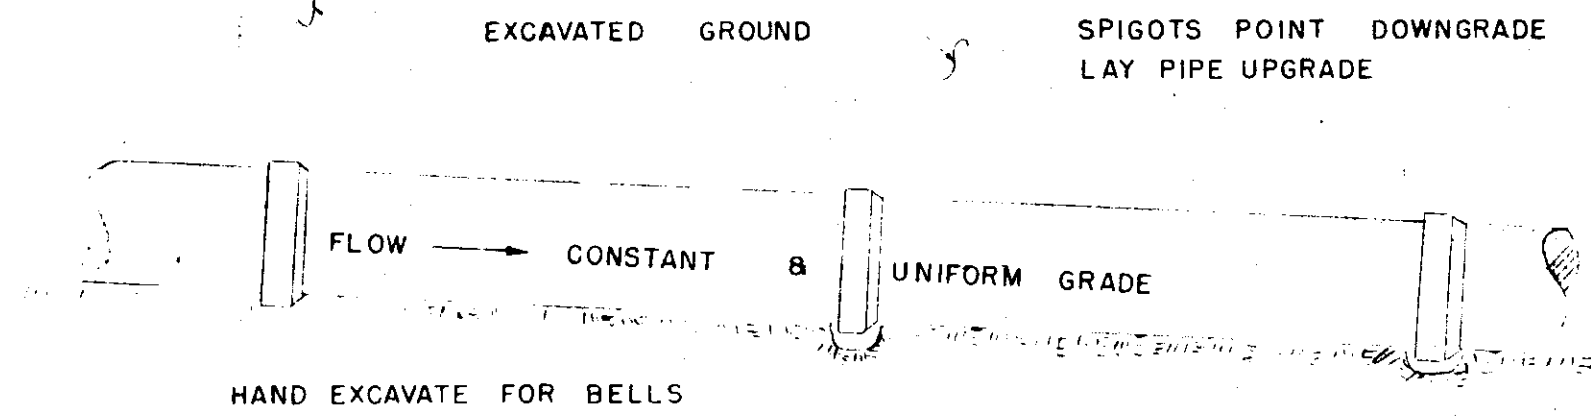 EXCAVATED GROUND
SPIGOTS POINT DOWNGRADE
LAY PIPE UPGRADE
FLOW CONSTANT & UNIFORM GRADE
HAND EXCAVATE FOR BELLS